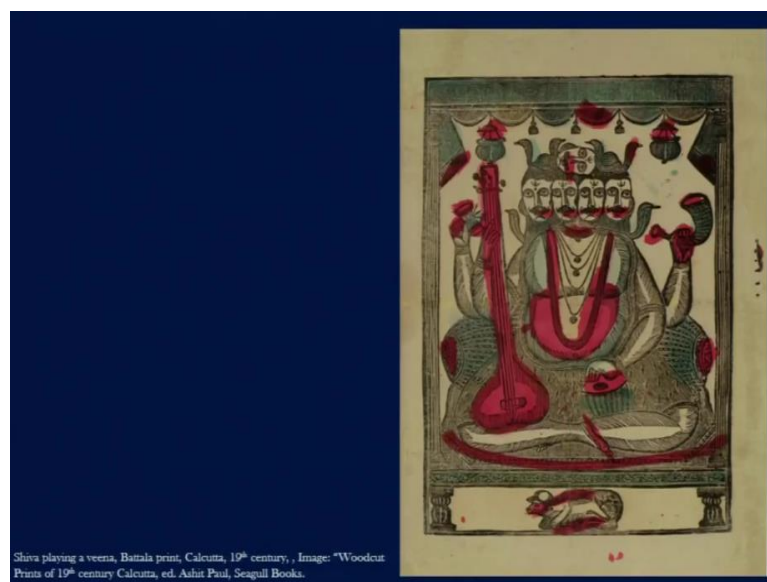 Shiva playing a veena, Battala print, Calcutta, 19th century, , Image: “Woodcut
Prints of 19th century Calcutta, ed. Ashit Paul, Seagull Books.